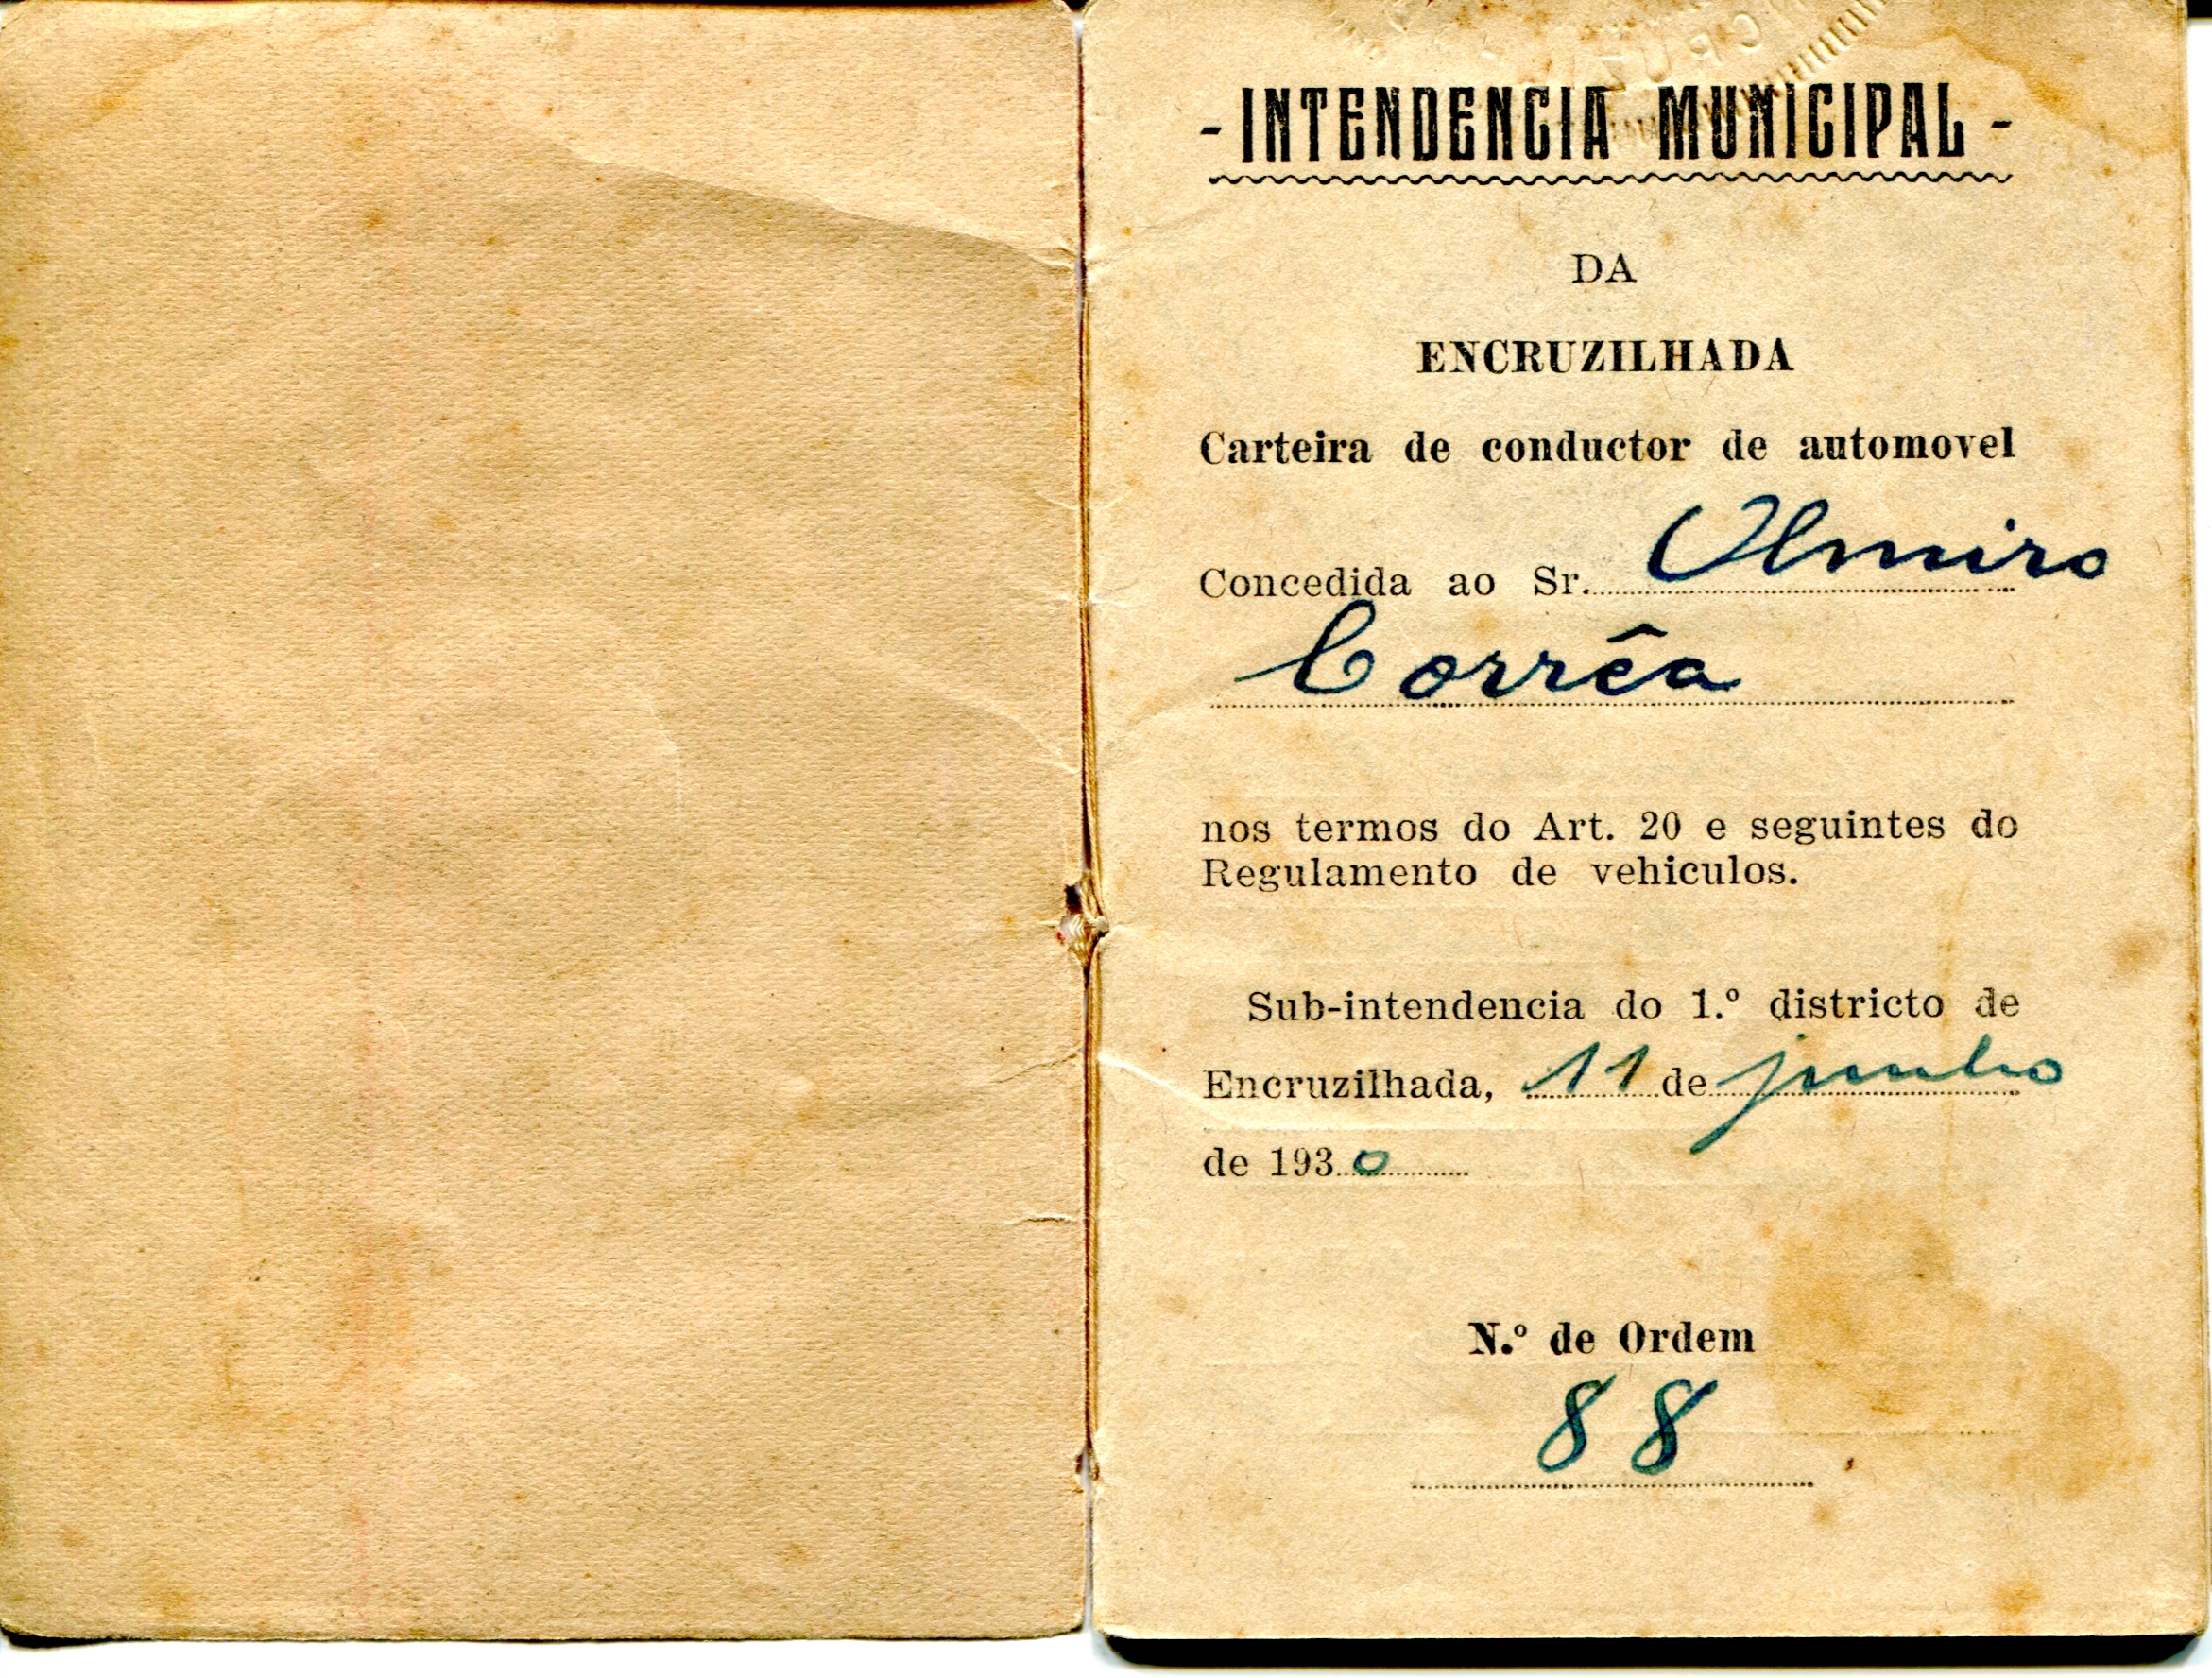 - INTENDENCIA MUNICIPAL -
DA
ENCRUZILHADA
Carteira de conductor de automovel
Concedida ao Sr. Olmiro
Corrêa
nos termos do Art. 20 e seguintes do
Regulamento de vehiculos.
Sub-intendencia do 1.º districto de
Encruzilhada, 11 de junho
de 1930
N.º de Ordem
88